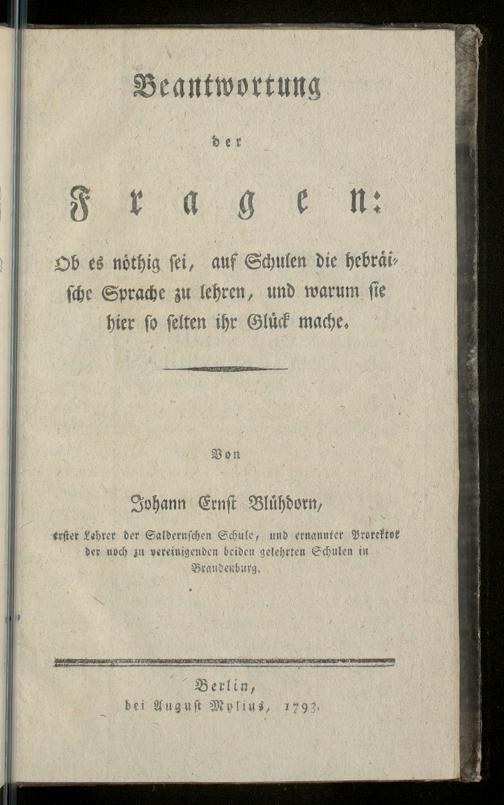 Beantwortung
der
Fragen:
Ob es nöthig sei, auf Schulen die hebräi-
sche Sprache zu lehren, und warum sie
hier so selten ihr Glück mache.
Von
Johann Ernst Blühdorn,
erster Lehrer der Saldernschen Schule, und ernannter Prorektor
der noch zu vereinigenden beiden gelehrten Schulen in
Brandenburg.
Berlin,
bei August Mylius, 1793.